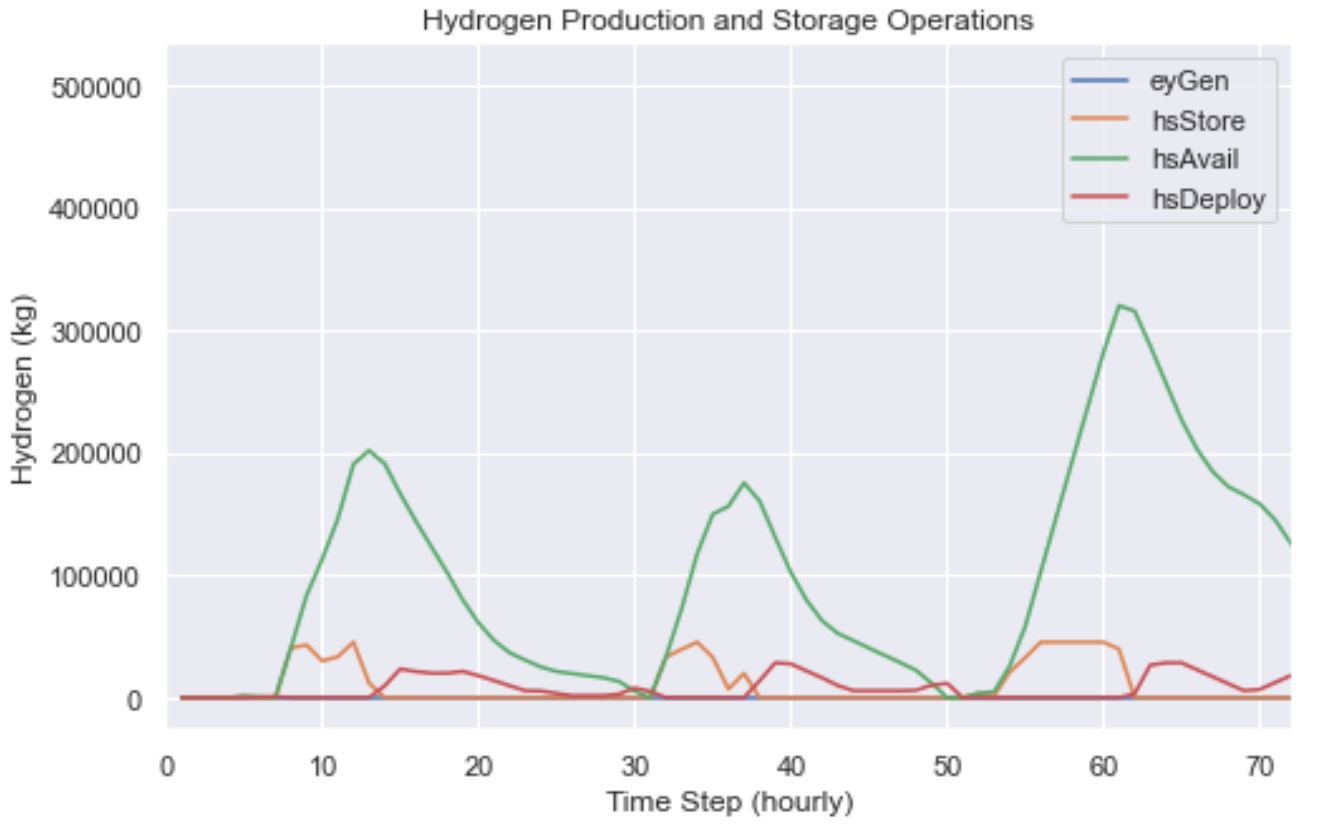 Hydrogen Production and Storage Operations
500000
400000
300000
200000
100000
0
Hydrogen (kg)
eyGen
hsStore
hsAvail
hsDeploy
0 10 20 30 40 50 60 70
Time Step (hourly)